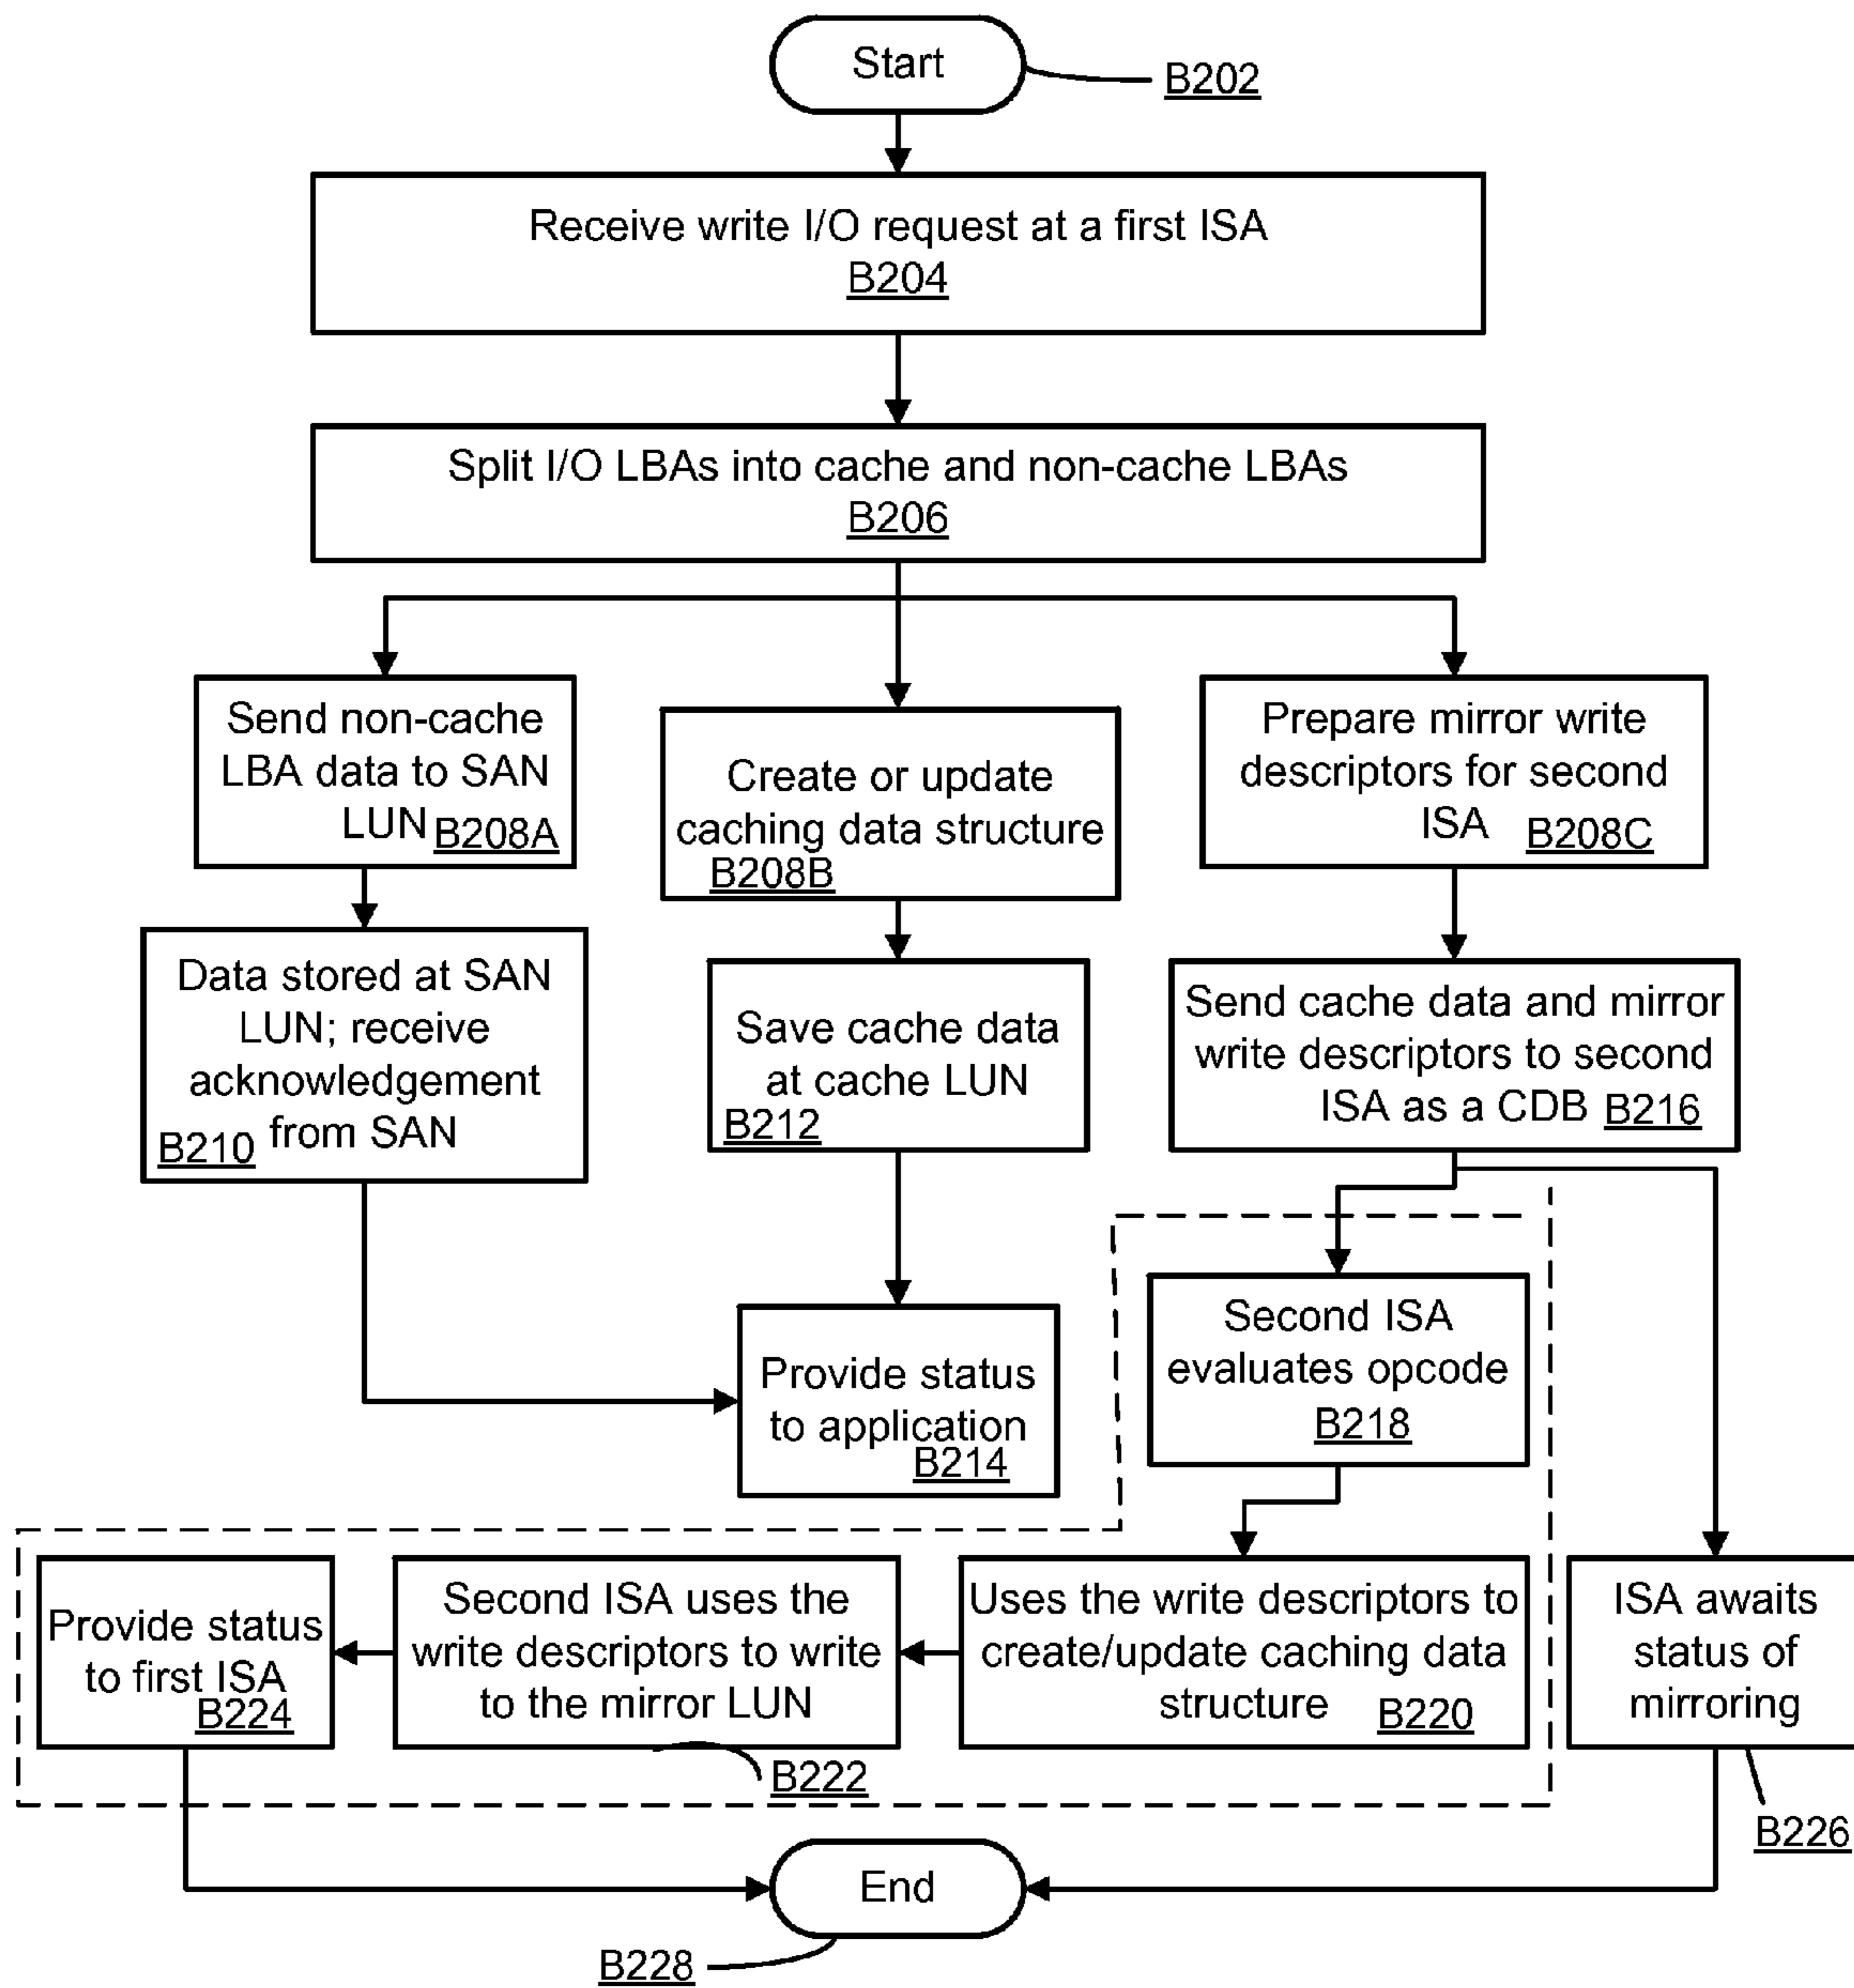 Start
B202
Receive write I/O request at a first ISA
B204
Split I/O LBAs into cache and non-cache LBAs
B206
Send non-cache
LBA data to SAN
LUN B208A
Create or update
caching data structure
B208B
Prepare mirror write
descriptors for second
ISA B208C
Data stored at SAN
LUN; receive
acknowledgement
from SAN
B210
Save cache data
at cache LUN
B212
Send cache data and mirror
write descriptors to second
ISA as a CDB B216
Provide status
to application
B214
Second ISA
evaluates opcode
B218
Provide status
to first ISA
B224
Second ISA uses the
write descriptors to write
to the mirror LUN
B222
Uses the write descriptors to
create/update caching data
structure B220
ISA awaits
status of
mirroring
B226
End
B228